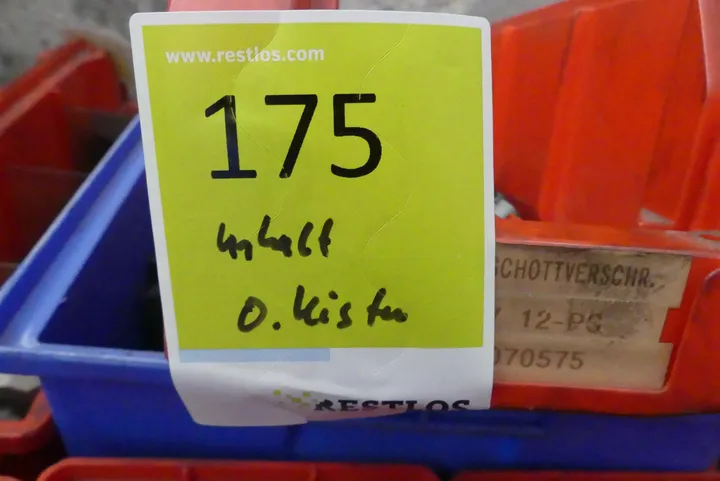 www.restlos.com
175
Inhalt
o. Kisten
SCHOTTVERSCHR.
12-PS
070575
RESTLOS